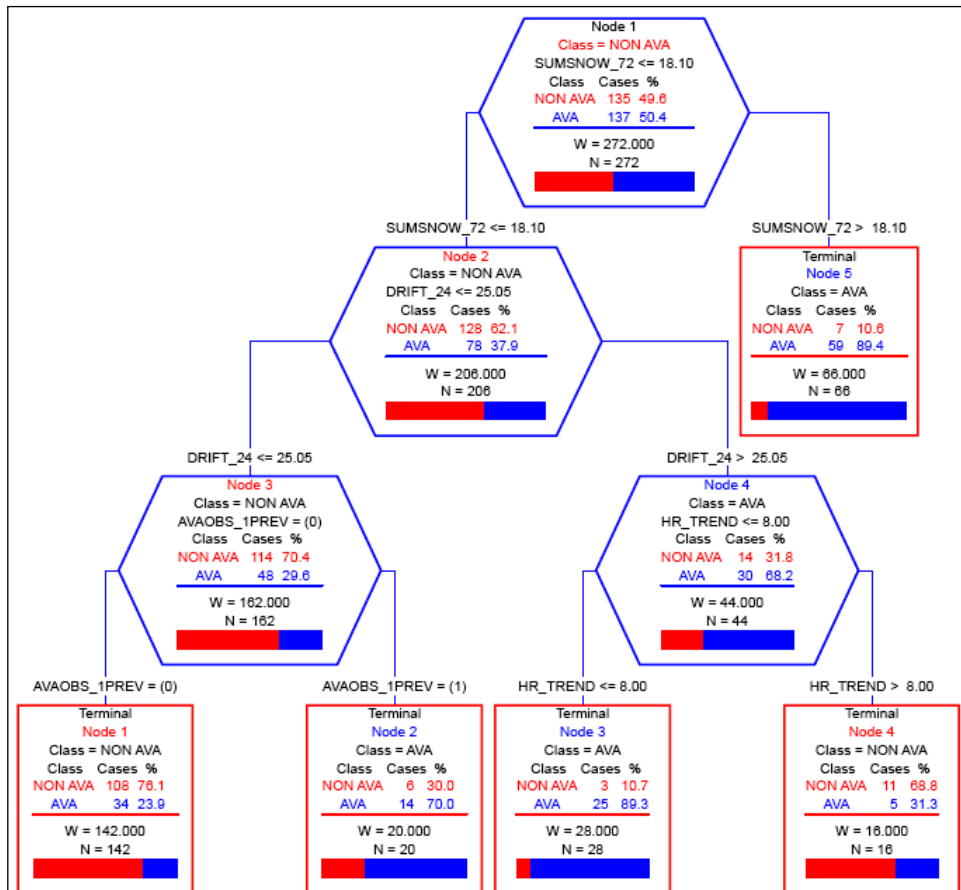 Node 1
Class = NON AVA
SUMSNOW_72 <= 18.10
Class Cases %
NON AVA 135 49.6
AVA 137 50.4
W = 272.000
N = 272
SUMSNOW_72 <= 18.10
SUMSNOW_72 > 18.10
Node 2
Class = NON AVA
DRIFT_24 <= 25.05
Class Cases %
NON AVA 128 62.1
AVA 78 37.9
W = 206.000
N = 206
Terminal
Node 5
Class = AVA
Class Cases %
NON AVA 7 10.6
AVA 59 89.4
W = 66.000
N = 66
DRIFT_24 <= 25.05
DRIFT_24 > 25.05
Node 3
Class = NON AVA
AVAOBS_1PREV = (0)
Class Cases %
NON AVA 114 70.4
AVA 48 29.6
W = 162.000
N = 162
Node 4
Class = AVA
HR_TREND <= 8.00
Class Cases %
NON AVA 14 31.8
AVA 30 68.2
W = 44.000
N = 44
AVAOBS_1PREV = (0)
AVAOBS_1PREV = (1)
HR_TREND <= 8.00
HR_TREND > 8.00
Terminal
Node 1
Class = NON AVA
Class Cases %
NON AVA 108 76.1
AVA 34 23.9
W = 142.000
N = 142
Terminal
Node 2
Class = AVA
Class Cases %
NON AVA 6 30.0
AVA 14 70.0
W = 20.000
N = 20
Terminal
Node 3
Class = AVA
Class Cases %
NON AVA 3 10.7
AVA 25 89.3
W = 28.000
N = 28
Terminal
Node 4
Class = NON AVA
Class Cases %
NON AVA 11 68.8
AVA 5 31.3
W = 16.000
N = 16